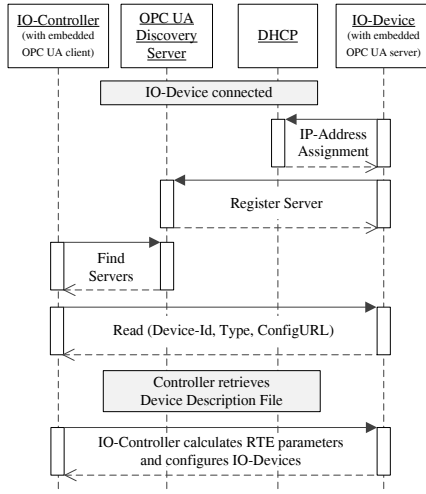 IO-Controller
(with embedded
OPC UA client)
OPC UA
Discovery
Server
DHCP
IO-Device
(with embedded
OPC UA server)
IO-Device connected
IP-Address
Assignment
Register Server
Find
Servers
Read (Device-Id, Type, ConfigURL)
Controller retrieves
Device Description File
IO-Controller calculates RTE parameters
and configures IO-Devices